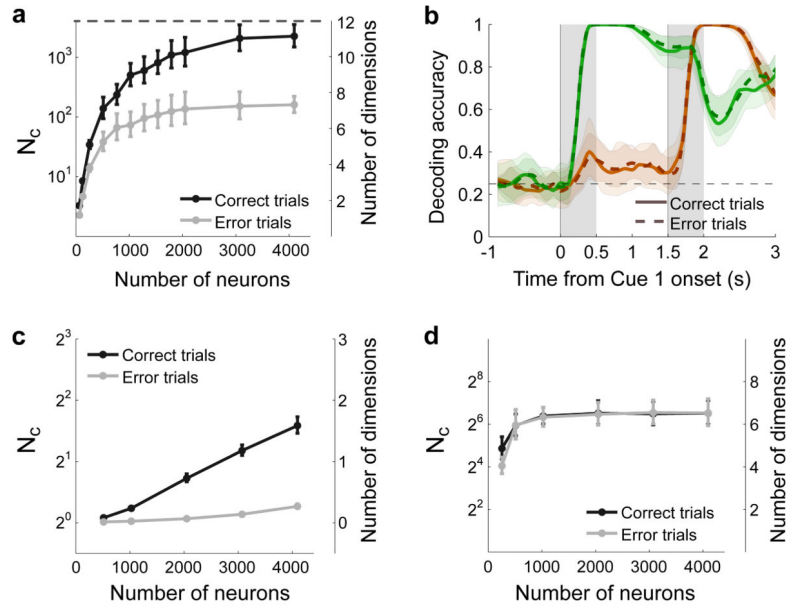 a
N_c
10³
10²
10¹
Correct trials
Error trials
0 1000 2000 3000 4000
Number of neurons
12
10
8
6
4
2
Number of dimensions
b
Decoding accuracy
1
0.8
0.6
0.4
0.2
0
Correct trials
Error trials
-1 0 0.5 1 1.5 2 3
Time from Cue 1 onset (s)
c
N_c
2³
2²
2¹
2⁰
Correct trials
Error trials
0 1000 2000 3000 4000
Number of neurons
3
2
1
0
Number of dimensions
d
N_c
2⁸
2⁶
2⁴
2²
Correct trials
Error trials
0 1000 2000 3000 4000
Number of neurons
8
6
4
2
Number of dimensions